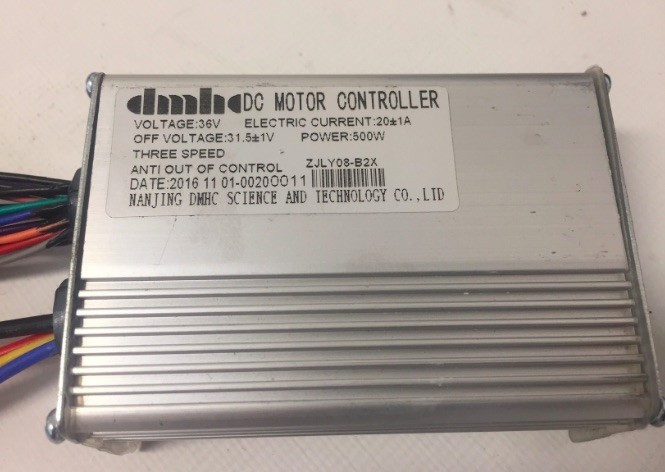 dmhc DC MOTOR CONTROLLER
VOLTAGE:36V ELECTRIC CURRENT:20±1A
OFF VOLTAGE:31.5±1V POWER:500W
THREE SPEED
ANTI OUT OF CONTROL ZJLY08-B2X
DATE:2016 11 01-00200011
NANJING DMHC SCIENCE AND TECHNOLOGY CO.,LTD